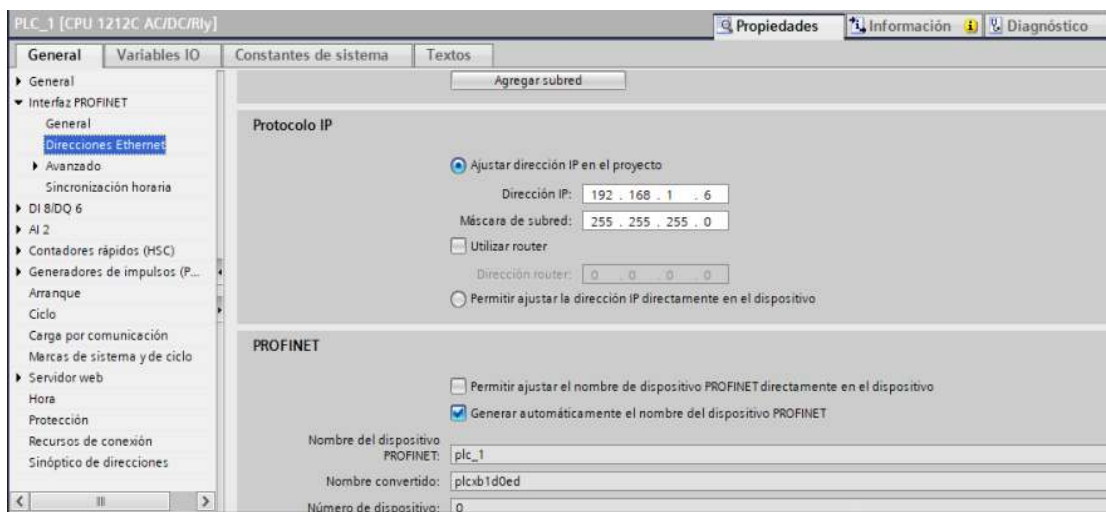 PLC_1 [CPU 1212C AC/DC/Rly]
Propiedades
Información
Diagnóstico
General
Variables IO
Constantes de sistema
Textos
General
Interfaz PROFINET
General
Direcciones Ethernet
Avanzado
Sincronización horaria
DI 8/DQ 6
AI 2
Contadores rápidos (HSC)
Generadores de impulsos (P...
Arranque
Ciclo
Carga por comunicación
Marcas de sistema y de ciclo
Servidor web
Hora
Protección
Recursos de conexión
Sinóptico de direcciones
Agregar subred
Protocolo IP
Ajustar dirección IP en el proyecto
Dirección IP: 192 . 168 . 1 . 6
Máscara de subred: 255 . 255 . 255 . 0
Utilizar router
Dirección router: 0 . 0 . 0 . 0
Permitir ajustar la dirección IP directamente en el dispositivo
PROFINET
Permitir ajustar el nombre de dispositivo PROFINET directamente en el dispositivo
Generar automáticamente el nombre del dispositivo PROFINET
Nombre del dispositivo
PROFINET: plc_1
Nombre convertido: plcxb1d0ed
Número de dispositivo: 0